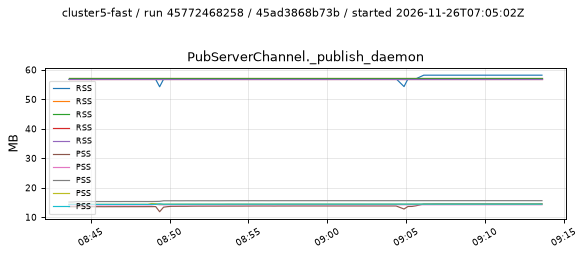 cluster5-fast / run 45772468258 / 45ad3868b73b / started 2026-11-26T07:05:02Z
PubServerChannel._publish_daemon
60
50
40
30
20
10
MB
RSS
RSS
RSS
RSS
RSS
PSS
PSS
PSS
PSS
PSS
08:45
08:50
08:55
09:00
09:05
09:10
09:15